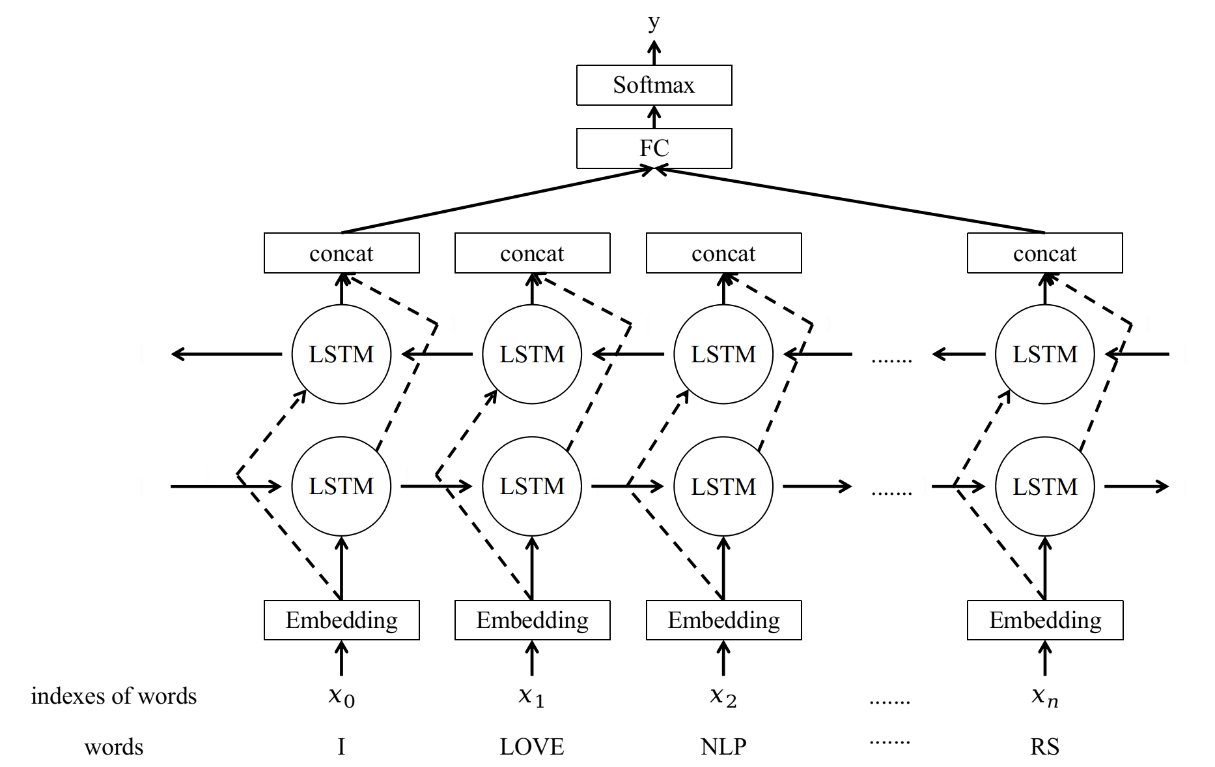 y
Softmax
FC
concat concat concat concat
LSTM LSTM LSTM ....... LSTM
LSTM LSTM LSTM ....... LSTM
Embedding Embedding Embedding Embedding
indexes of words x₀ x₁ x₂ ....... xₙ
words I LOVE NLP ....... RS